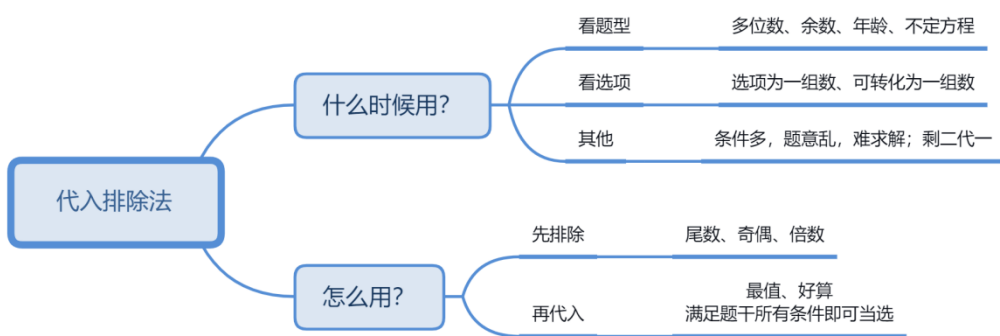 看题型
多位数、余数、年龄、不定方程
什么时候用?
看选项
选项为一组数、可转化为一组数
其他
条件多，题意乱，难求解；剩二代一
代入排除法
先排除
尾数、奇偶、倍数
怎么用?
再代入
最值、好算
满足题干所有条件即可当选